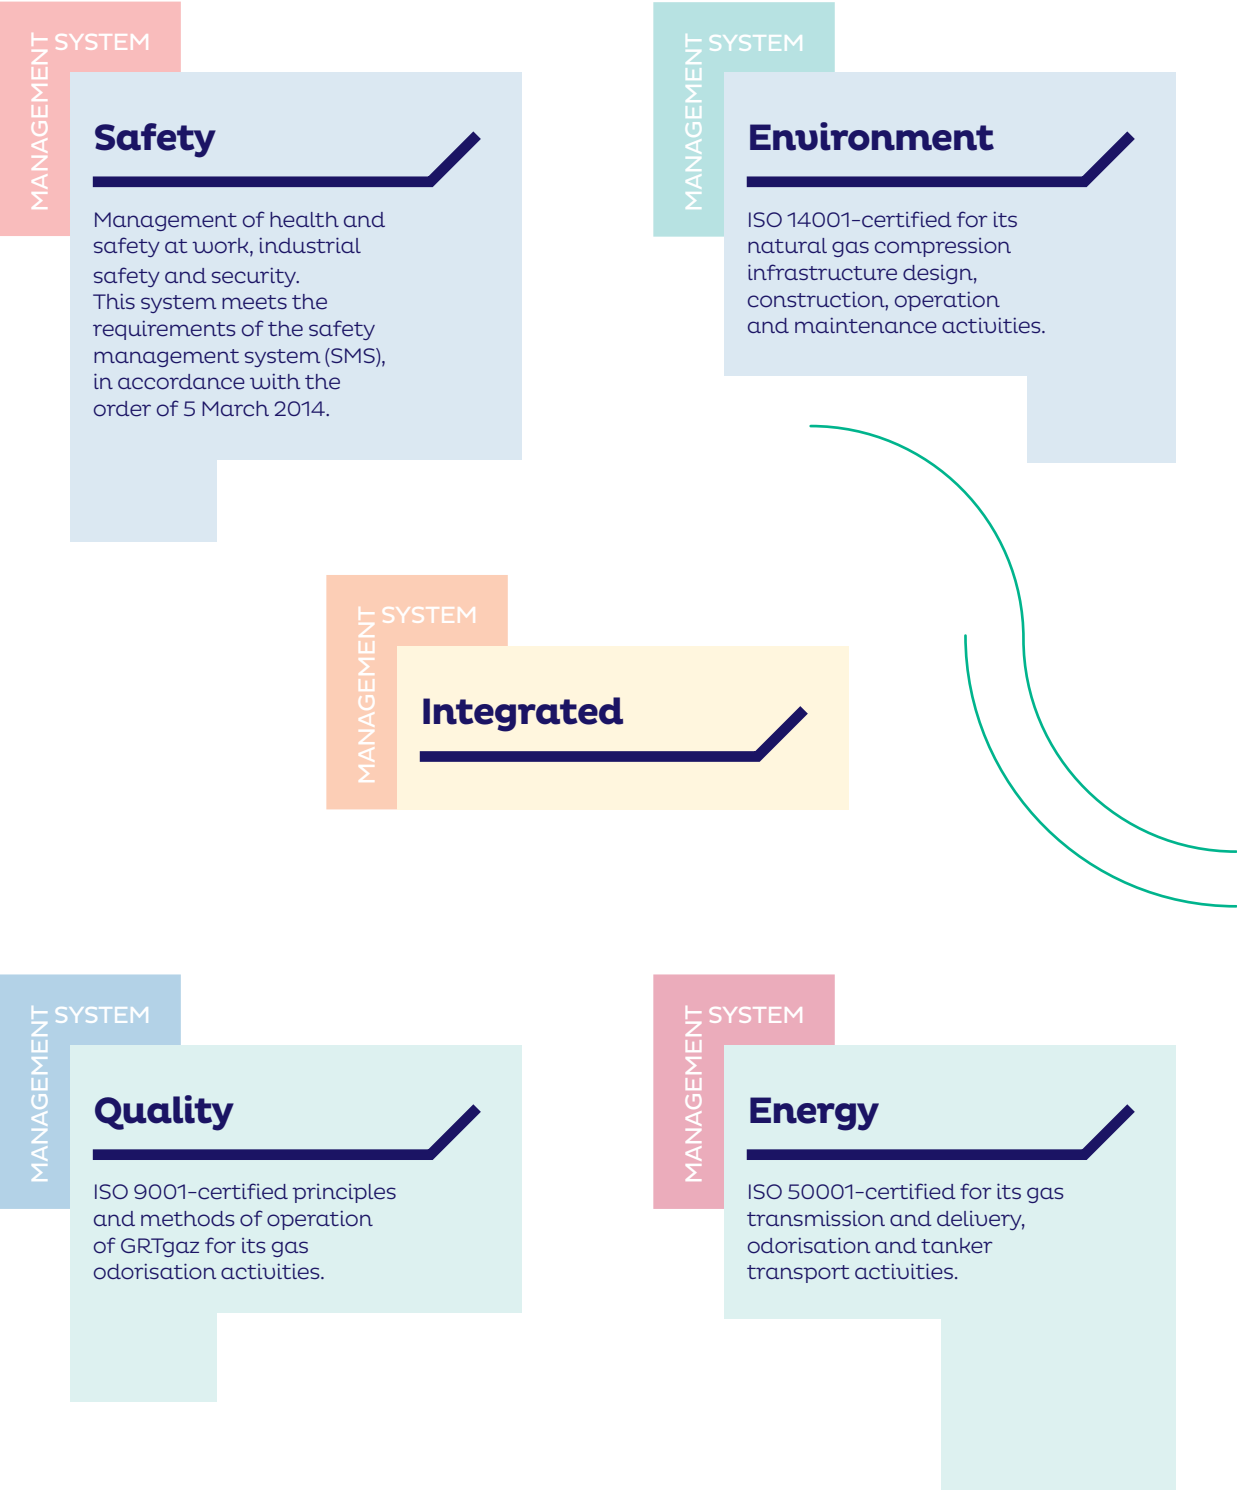 MANAGEMENT
SYSTEM
Safety
Management of health and
safety at work, industrial
safety and security.
This system meets the
requirements of the safety
management system (SMS),
in accordance with the
order of 5 March 2014.
MANAGEMENT
SYSTEM
Environment
ISO 14001-certified for its
natural gas compression
infrastructure design,
construction, operation
and maintenance activities.
MANAGEMENT
SYSTEM
Integrated
MANAGEMENT
SYSTEM
Quality
ISO 9001-certified principles
and methods of operation
of GRTgaz for its gas
odorisation activities.
MANAGEMENT
SYSTEM
Energy
ISO 50001-certified for its gas
transmission and delivery,
odorisation and tanker
transport activities.